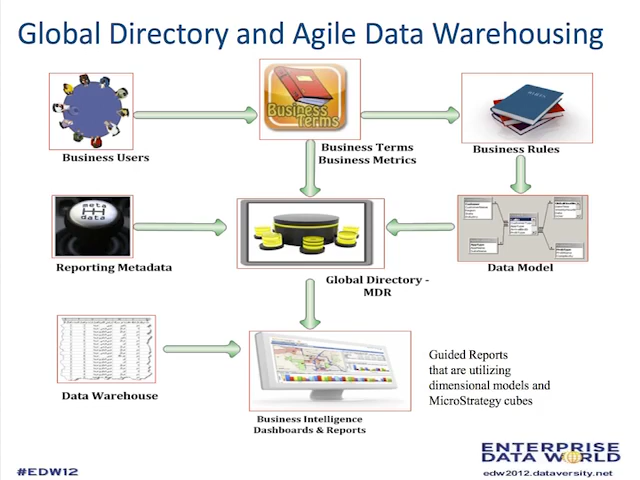 Global Directory and Agile Data Warehousing
Business Users
Business
Terms
Business Terms
Business Metrics
Business Rules
meta
data
Reporting Metadata
Global Directory -
MDR
Data Model
Data Warehouse
Business Intelligence
Dashboards & Reports
Guided Reports
that are utilizing
dimensional models and
MicroStrategy cubes
#EDW12
ENTERPRISE
DATA WORLD
edw2012.dataversity.net